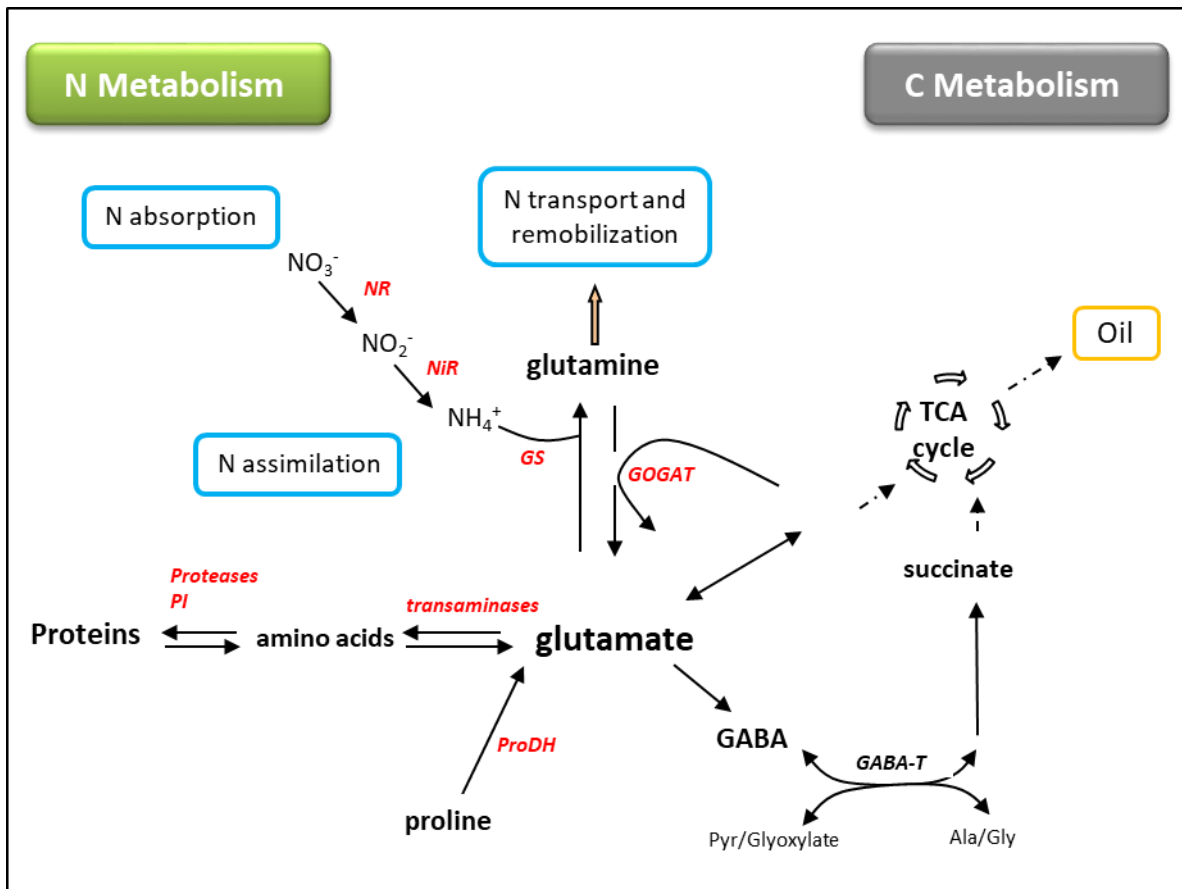 N Metabolism
C Metabolism
N absorption
N transport and
remobilization
NO₃⁻
NR
NO₂⁻
NiR
glutamine
Oil
NH₄⁺
TCA
cycle
GS
GOGAT
N assimilation
succinate
Proteases
PI
transaminases
Proteins
amino acids
glutamate
GABA
ProDH
GABA-T
proline
Pyr/Glyoxylate
Ala/Gly